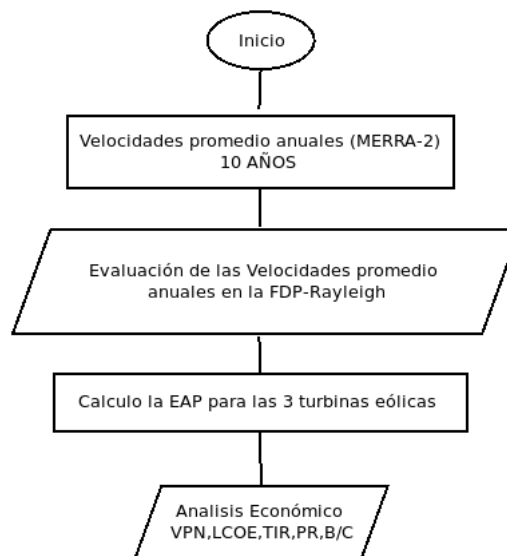 Inicio
Velocidades promedio anuales (MERRA-2)
10 AÑOS
Evaluación de las Velocidades promedio
anuales en la FDP-Rayleigh
Calculo la EAP para las 3 turbinas eólicas
Analisis Económico
VPN,LCOE,TIR,PR,B/C